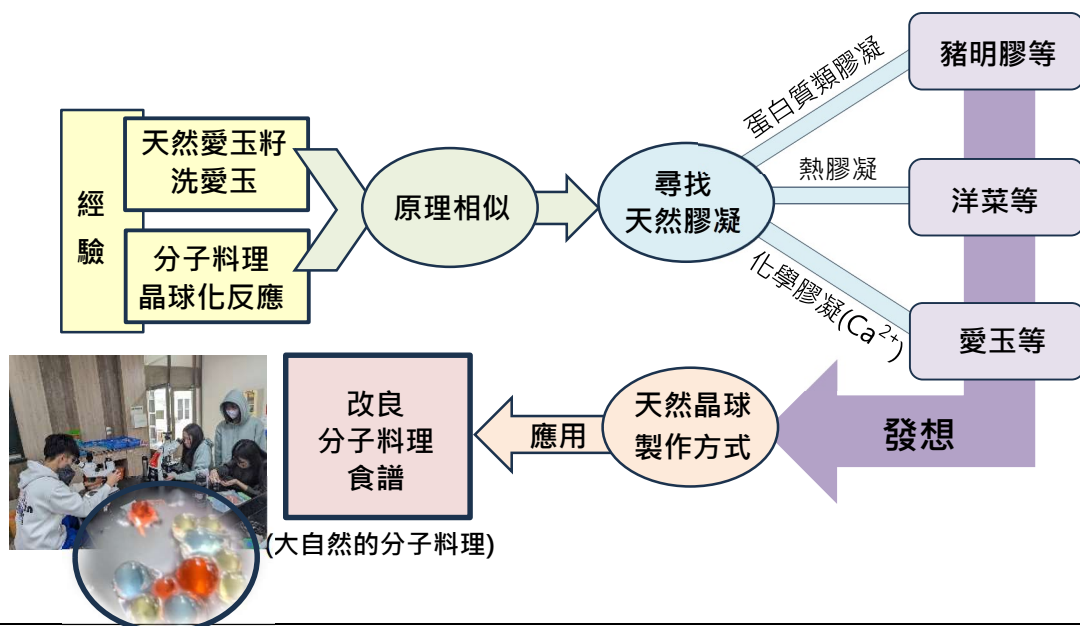 經
驗
天然愛玉籽
洗愛玉
分子料理
晶球化反應
原理相似
尋找
天然膠凝
蛋白質類膠凝
熱膠凝
化學膠凝(Ca²⁺)
豬明膠等
洋菜等
愛玉等
發想
天然晶球
製作方式
應用
改良
分子料理
食譜
(大自然的分子料理)